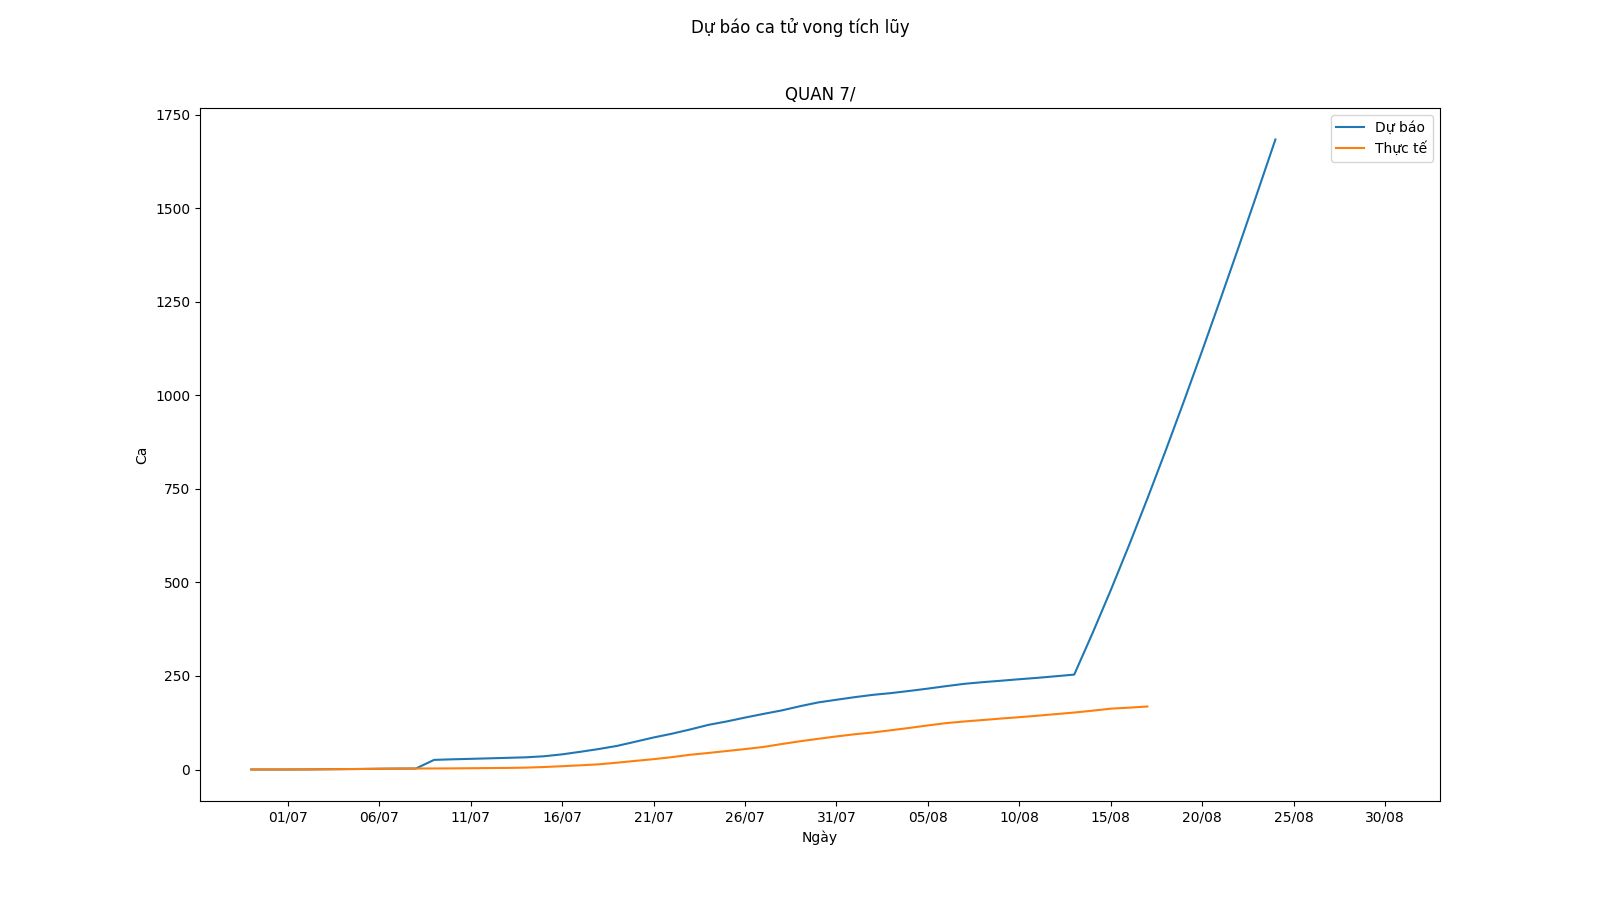 Dự báo ca tử vong tích lũy
QUAN 7/
Dự báo
Thực tế
Ca
1750
1500
1250
1000
750
500
250
0
01/07 06/07 11/07 16/07 21/07 26/07 31/07 05/08 10/08 15/08 20/08 25/08 30/08
Ngày